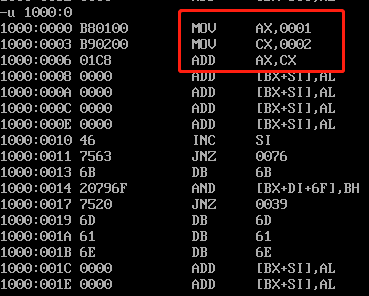 -u 1000:0
1000:0000 B80100 MOV AX,0001
1000:0003 B90200 MOV CX,0002
1000:0006 01C8 ADD AX,CX
1000:0008 0000 ADD [BX+SI],AL
1000:000A 0000 ADD [BX+SI],AL
1000:000C 0000 ADD [BX+SI],AL
1000:000E 0000 ADD [BX+SI],AL
1000:0010 46 INC SI
1000:0011 7563 JNZ 0076
1000:0013 6B DB 6B
1000:0014 20796F AND [BX+DI+6F],BH
1000:0017 7520 JNZ 0039
1000:0019 6D DB 6D
1000:001A 61 DB 61
1000:001B 6E DB 6E
1000:001C 0000 ADD [BX+SI],AL
1000:001E 0000 ADD [BX+SI],AL